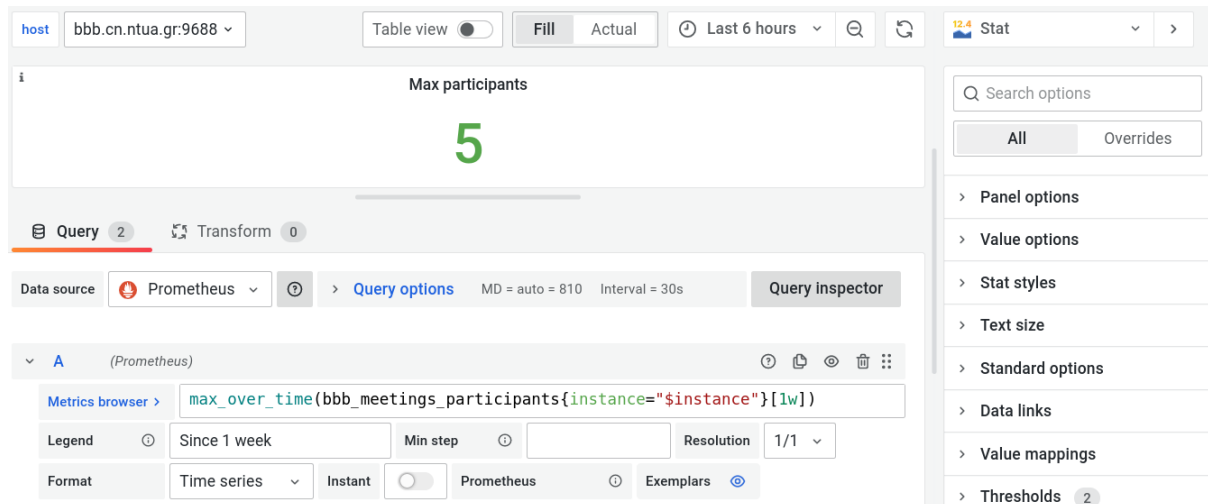 host bbb.cn.ntua.gr:9688 Table view Fill Actual Last 6 hours 12.4 Stat
i
Max participants
5
Search options
All Overrides
Panel options
Value options
Stat styles
Text size
Standard options
Data links
Value mappings
Thresholds 2
Query 2 Transform 0
Data source Prometheus Query options MD = auto = 810 Interval = 30s Query inspector
A (Prometheus)
Metrics browser > max_over_time(bbb_meetings_participants{instance="$instance"}[1w])
Legend Since 1 week Min step Resolution 1/1
Format Time series Instant Prometheus Exemplars